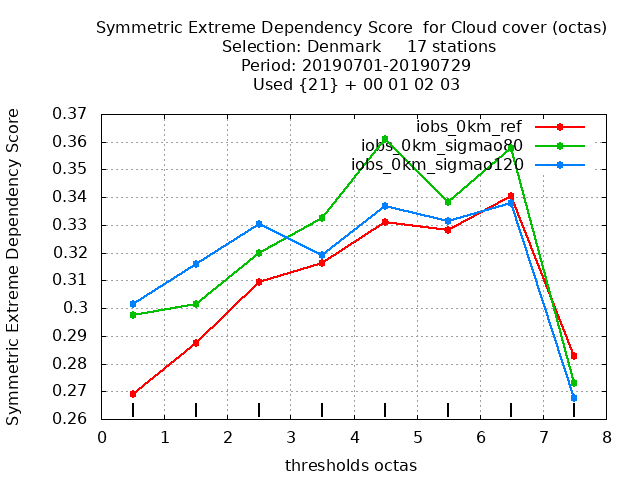 Symmetric Extreme Dependency Score  for Cloud cover (octas)
Selection: Denmark     17 stations
Period: 20190701-20190729
Used {21} + 00 01 02 03
iobs_0km_ref
iobs_0km_sigmao80
iobs_0km_sigmao120
Symmetric Extreme Dependency Score
0.37
0.36
0.35
0.34
0.33
0.32
0.31
0.3
0.29
0.28
0.27
0.26
0 1 2 3 4 5 6 7 8
thresholds octas